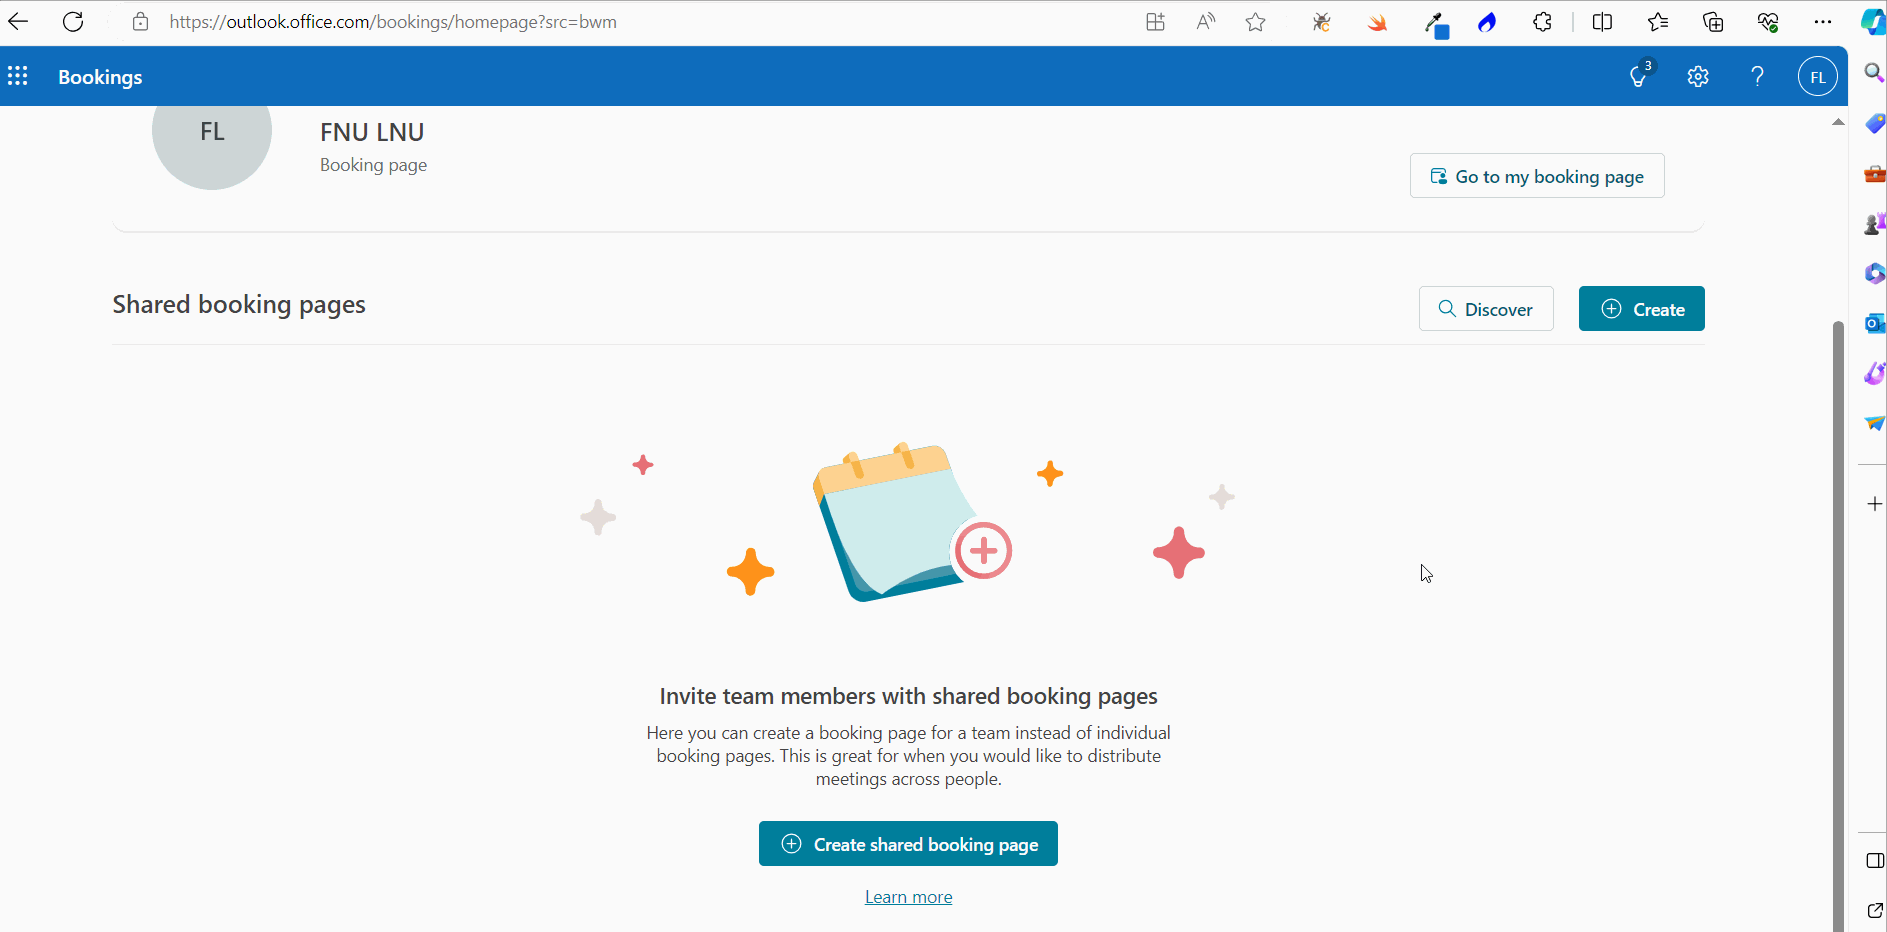 https://outlook.office.com/bookings/homepage?src=bwm
Bookings
3
FL
FL
FNU LNU
Booking page
Go to my booking page
Shared booking pages
Discover
Create
Invite team members with shared booking pages
Here you can create a booking page for a team instead of individual
booking pages. This is great for when you would like to distribute
meetings across people.
Create shared booking page
Learn more